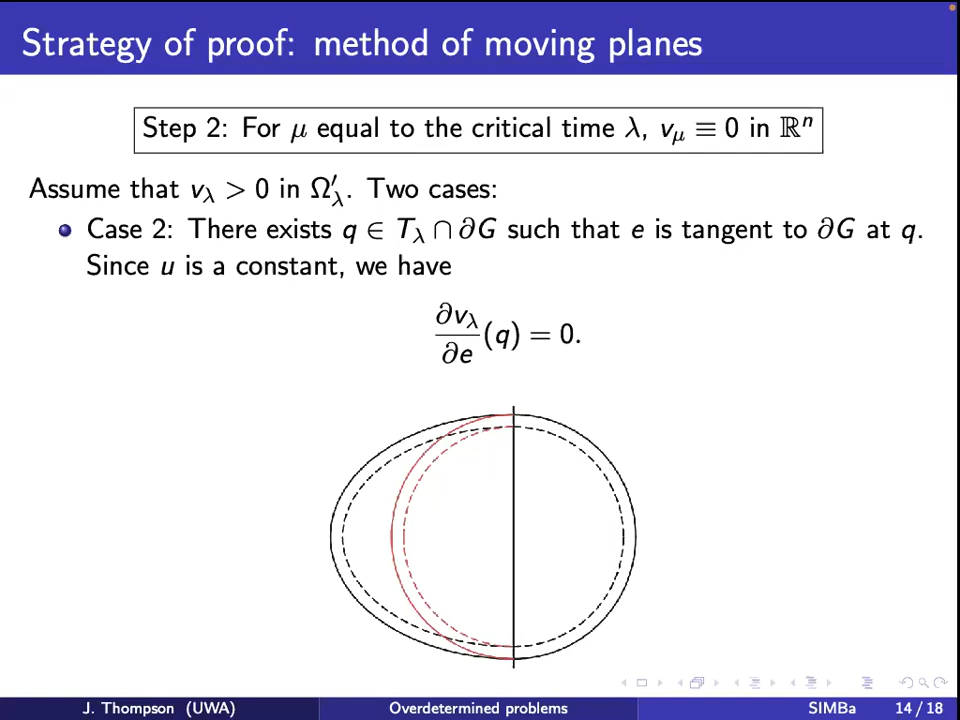 Strategy of proof: method of moving planes
Step 2: For μ equal to the critical time λ, v_μ ≡ 0 in ℝⁿ
Assume that v_λ > 0 in Ω′_λ. Two cases:
Case 2: There exists q ∈ T_λ ∩ ∂G such that e is tangent to ∂G at q.
Since u is a constant, we have
∂v_λ/∂e (q) = 0.
J. Thompson (UWA) Overdetermined problems SIMBa 14 / 18